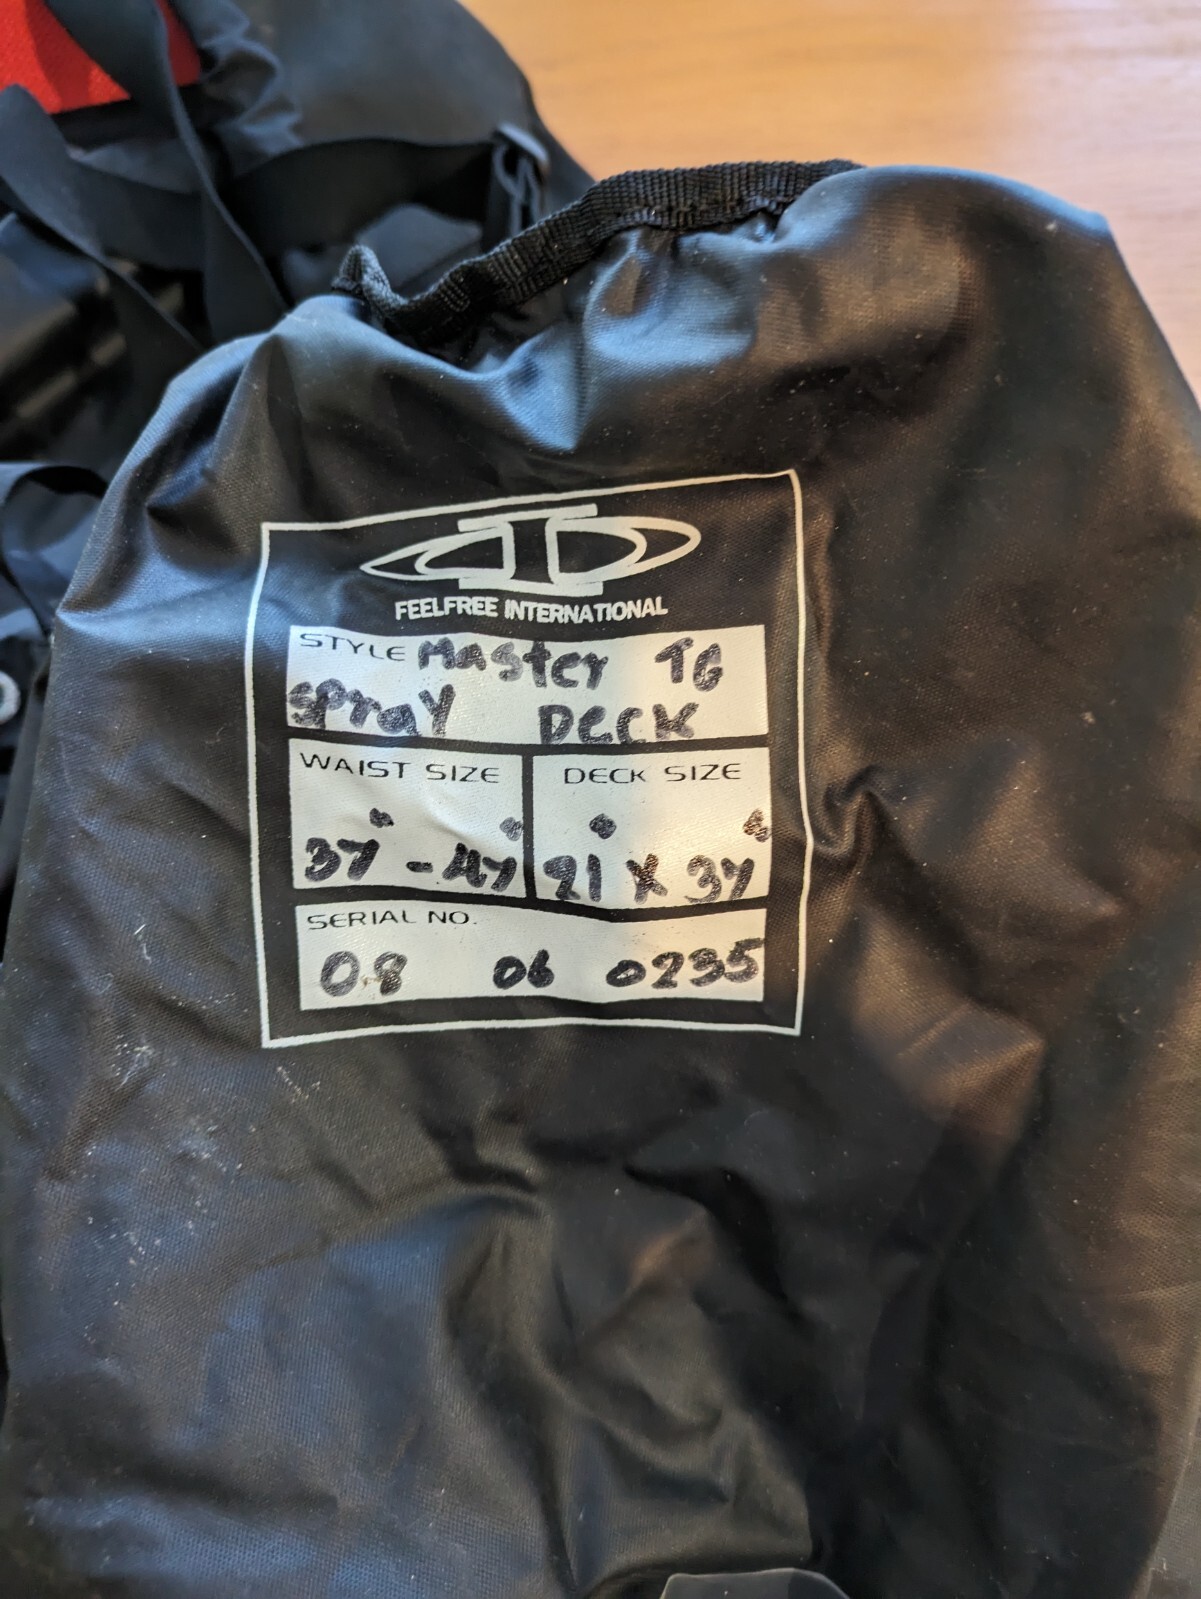 FEELFREE INTERNATIONAL
STYLE Master TG
Spray Deck
WAIST SIZE
37" - 47"
DECK SIZE
21" X 37"
SERIAL NO.
08 06 0235